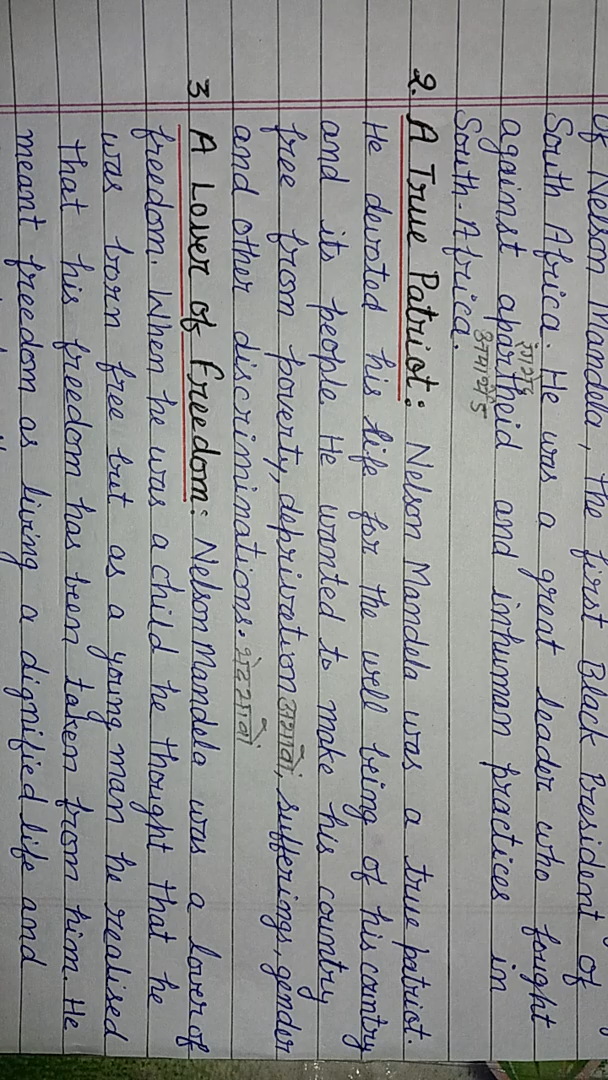 of Nelson Mandela, the first Black President of
South Africa. He was a great leader who fought
रंगभेद
against apartheid and inhuman practices in
South-Africa.
2. A True Patriot: Nelson Mandela was a true patriot.
He devoted his life for the well being of his country
and its people. He wanted to make his country
free from poverty, deprivation अभावों, sufferings, gender
and other discriminations. भेदभावों
3 A Lover of Freedom: Nelson Mandela was a lover of
freedom. When he was a child he thought that he
was born free but as a young man he realised
that his freedom has been taken from him. He
meant freedom as living a dignified life and